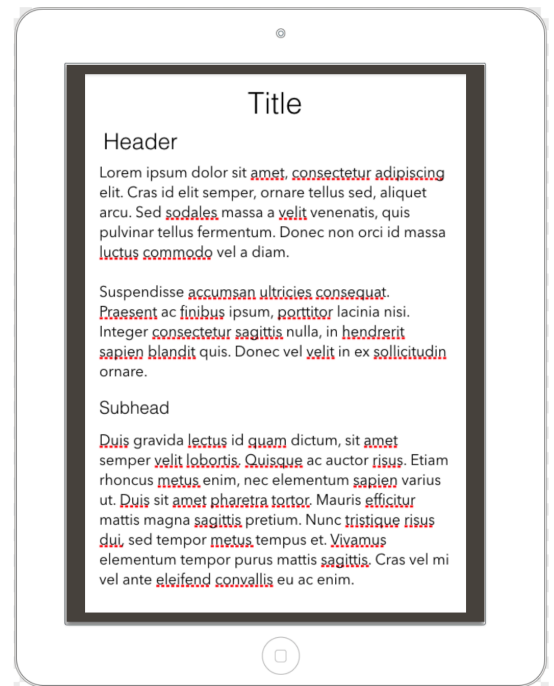 Title
Header
Lorem ipsum dolor sit amet, consectetur adipiscing
elit. Cras id elit semper, ornare tellus sed, aliquet
arcu. Sed sodales massa a velit venenatis, quis
pulvinar tellus fermentum. Donec non orci id massa
luctus commodo vel a diam.
Suspendisse accumsan ultricies consequat.
Praesent ac finibus ipsum, porttitor lacinia nisi.
Integer consectetur sagittis nulla, in hendrerit
sapien blandit quis. Donec vel velit in ex sollicitudin
ornare.
Subhead
Duis gravida lectus id quam dictum, sit amet
semper velit lobortis. Quisque ac auctor risus. Etiam
rhoncus metus enim, nec elementum sapien varius
ut. Duis sit amet pharetra tortor. Mauris efficitur
mattis magna sagittis pretium. Nunc tristique risus
dui, sed tempor metus tempus et. Vivamus
elementum tempor purus mattis sagittis. Cras vel mi
vel ante eleifend convallis eu ac enim.